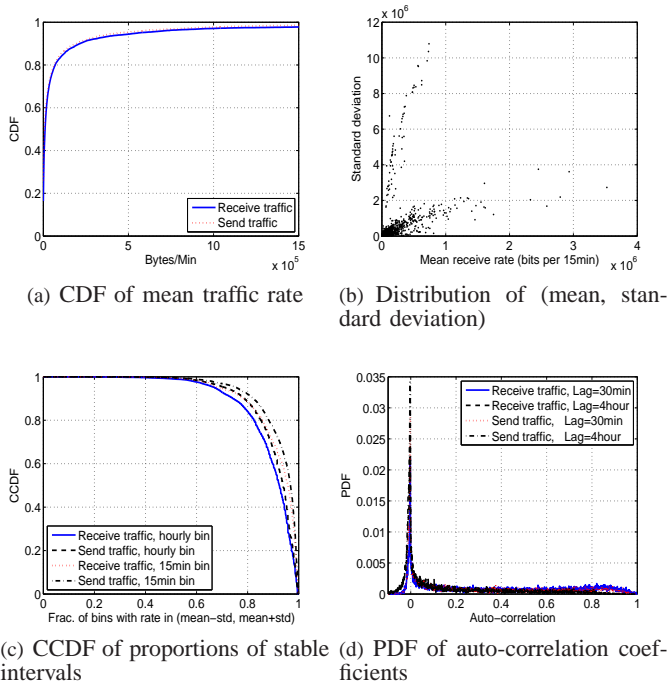 1
0.8
0.6
0.4
0.2
0
CDF
0 5 10 15
Bytes/Min
x 10^5
Receive traffic
Send traffic
(a) CDF of mean traffic rate
x 10^6
12
10
8
6
4
2
0
Standard deviation
0 1 2 3 4
Mean receive rate (bits per 15min)
x 10^6
(b) Distribution of (mean, stan-
dard deviation)
1
0.8
0.6
0.4
0.2
0
CCDF
0 0.2 0.4 0.6 0.8 1
Frac. of bins with rate in (mean−std, mean+std)
Receive traffic, hourly bin
Send traffic, hourly bin
Receive traffic, 15min bin
Send traffic, 15min bin
(c) CCDF of proportions of stable
intervals
0.035
0.03
0.025
0.02
0.015
0.01
0.005
0
PDF
0 0.2 0.4 0.6 0.8 1
Auto−correlation
Receive traffic, Lag=30min
Receive traffic, Lag=4hour
Send traffic, Lag=30min
Send traffic, Lag=4hour
(d) PDF of auto-correlation coef-
ficients